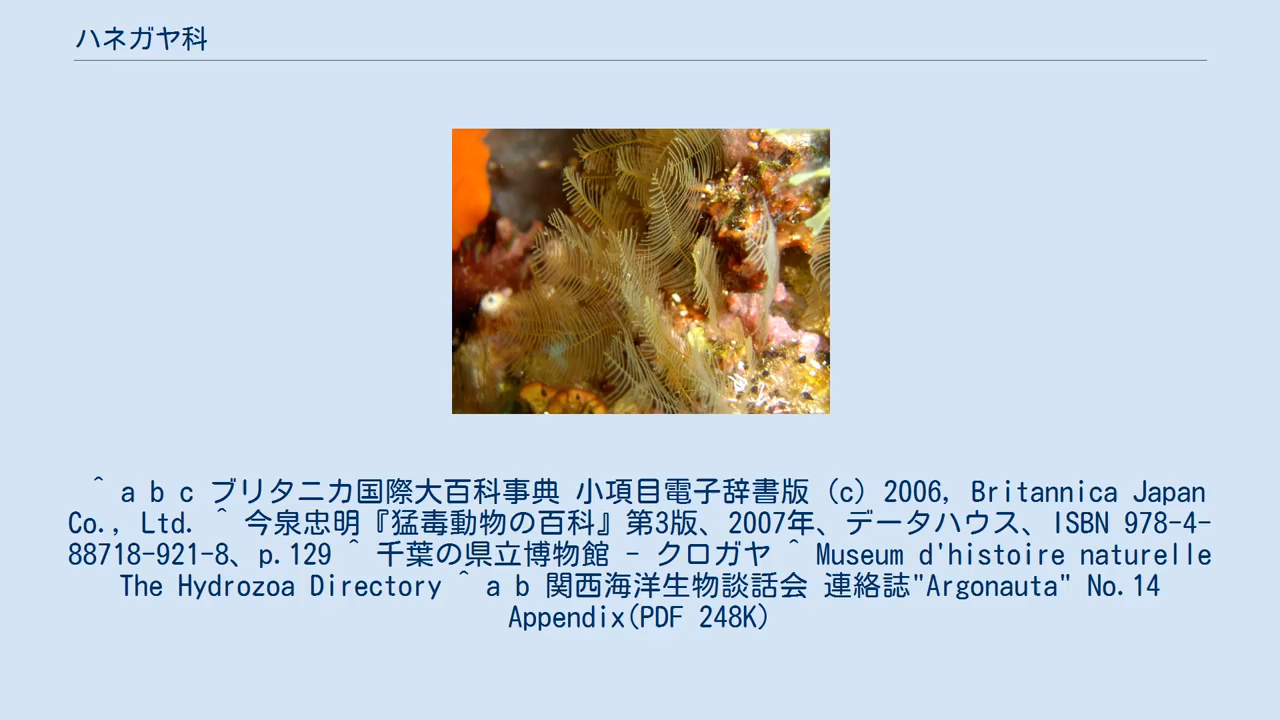 ハネガヤ科
^ a b c ブリタニカ国際大百科事典 小項目電子辞書版 (c) 2006, Britannica Japan
Co., Ltd. ^ 今泉忠明『猛毒動物の百科』第3版、2007年、データハウス、ISBN 978-4-
88718-921-8、p.129 ^ 千葉の県立博物館 - クロガヤ ^ Museum d'histoire naturelle
The Hydrozoa Directory ^ a b 関西海洋生物談話会 連絡誌"Argonauta" No.14
Appendix(PDF 248K)